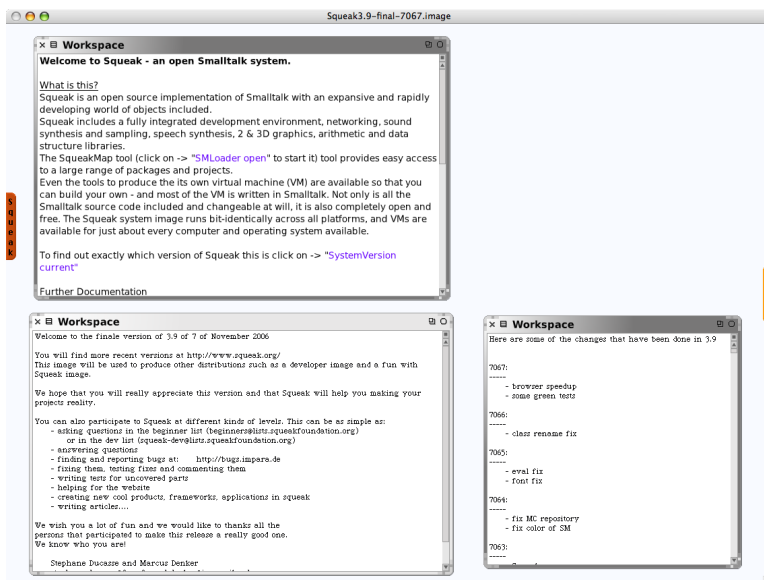 Squeak3.9-final-7067.image
Workspace
Welcome to Squeak - an open Smalltalk system.
What is this?
Squeak is an open source implementation of Smalltalk with an expansive and rapidly
developing world of objects included.
Squeak includes a fully integrated development environment, networking, sound
synthesis and sampling, speech synthesis, 2 & 3D graphics, arithmetic and data
structure libraries.
The SqueakMap tool (click on -> "SMLoader open" to start it) tool provides easy access
to a large range of packages and projects.
Even the tools to produce the its own virtual machine (VM) are available so that you
can build your own - and most of the VM is written in Smalltalk. Not only is all the
Smalltalk source code included and changeable at will, it is also completely open and
free. The Squeak system image runs bit-identically across all platforms, and VMs are
available for just about every computer and operating system available.
To find out exactly which version of Squeak this is click on -> "SystemVersion
current"
Further Documentation
Squeak
Workspace
Welcome to the finale version of 3.9 of 7 of November 2006
You will find more recent versions at http://www.squeak.org/
This image will be used to produce other distributions such as a developer image and a fun with
Squeak image.
We hope that you will really appreciate this version and that Squeak will help you making your
projects reality.
You can also participate to Squeak at different kinds of levels. This can be as simple as:
- asking questions in the beginner list (beginners@lists.squeakfoundation.org)
or in the dev list (squeak-dev@lists.squeakfoundation.org)
- answering questions
- finding and reporting bugs at: http://bugs.impara.de
- fixing them, testing fixes and commenting them
- writing tests for uncovered parts
- helping for the website
- creating new cool products, frameworks, applications in squeak
- writing articles....
We wish you a lot of fun and we would like to thanks all the
persons that participated to make this release a really good one.
We know who you are!
Stephane Ducasse and Marcus Denker
Workspace
Here are some of the changes that have been done in 3.9
7067:
-----
- browser speedup
- some green tests
7066:
-----
- class rename fix
7065:
-----
- eval fix
- font fix
7064:
-----
- fix MC repository
- fix color of SM
7063:
-----